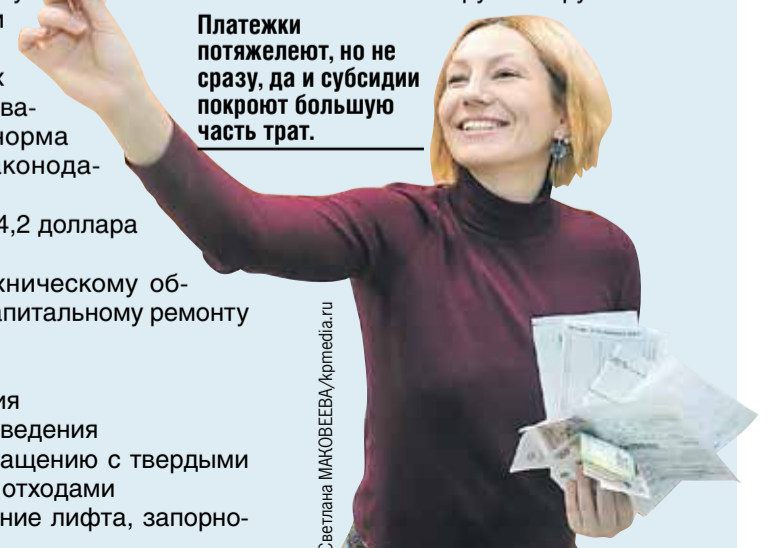 Платежки
потяжелеют, но не
сразу, да и субсидии
покроют большую
часть трат.
ва-
норма
конода-
4,2 доллара
хническому об-
апитальному ремонту
ия
ведения
ащению с твердыми
отходами
ние лифта, запорно-
Светлана МАКОВЕЕВА/kpmedia.ru